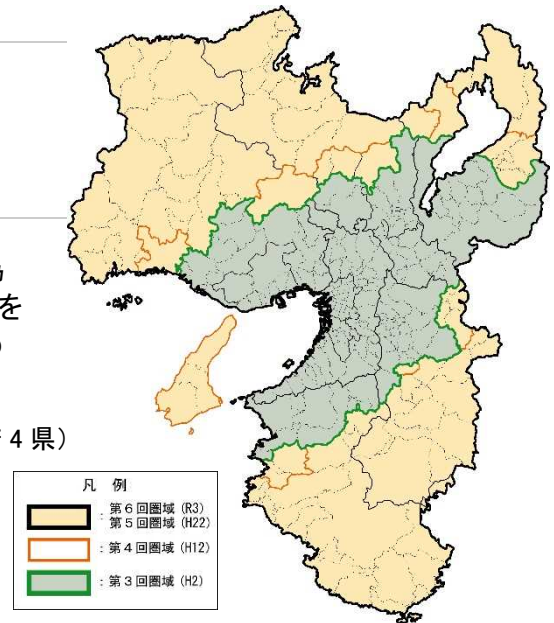 を
4県)
凡 例
: 第6回圏域 (R3)
第5回圏域 (H22)
: 第4回圏域 (H12)
: 第3回圏域 (H2)